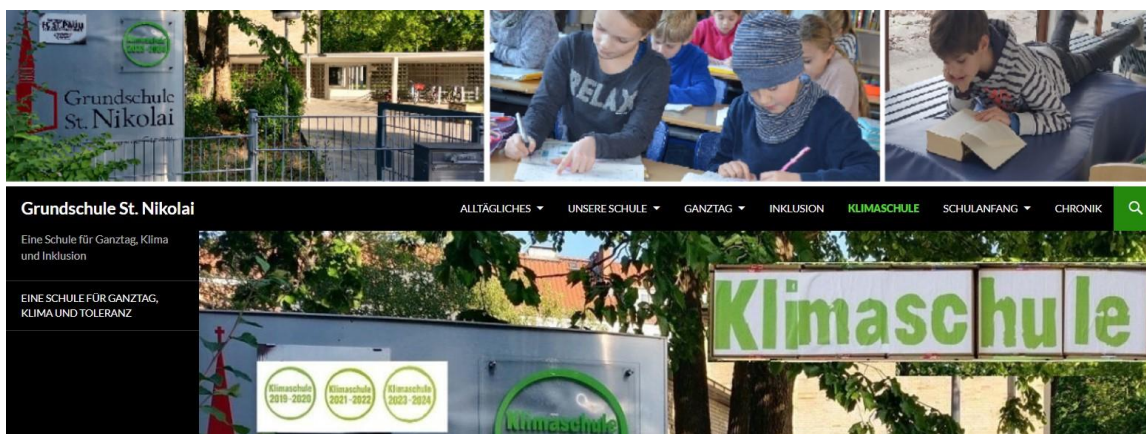 Klimaschule
Grundschule
St. Nikolai
RELAX
Grundschule St. Nikolai
ALLTÄGLICHES
UNSERE SCHULE
GANZTAG
INKLUSION
KLIMASCHULE
SCHULANFANG
CHRONIK
Eine Schule für Ganztag, Klima
und Inklusion
EINE SCHULE FÜR GANZTAG,
KLIMA UND TOLERANZ
Klimaschule
Klimaschule
2019-2020
Klimaschule
2021-2022
Klimaschule
2023-2024
Klimaschule